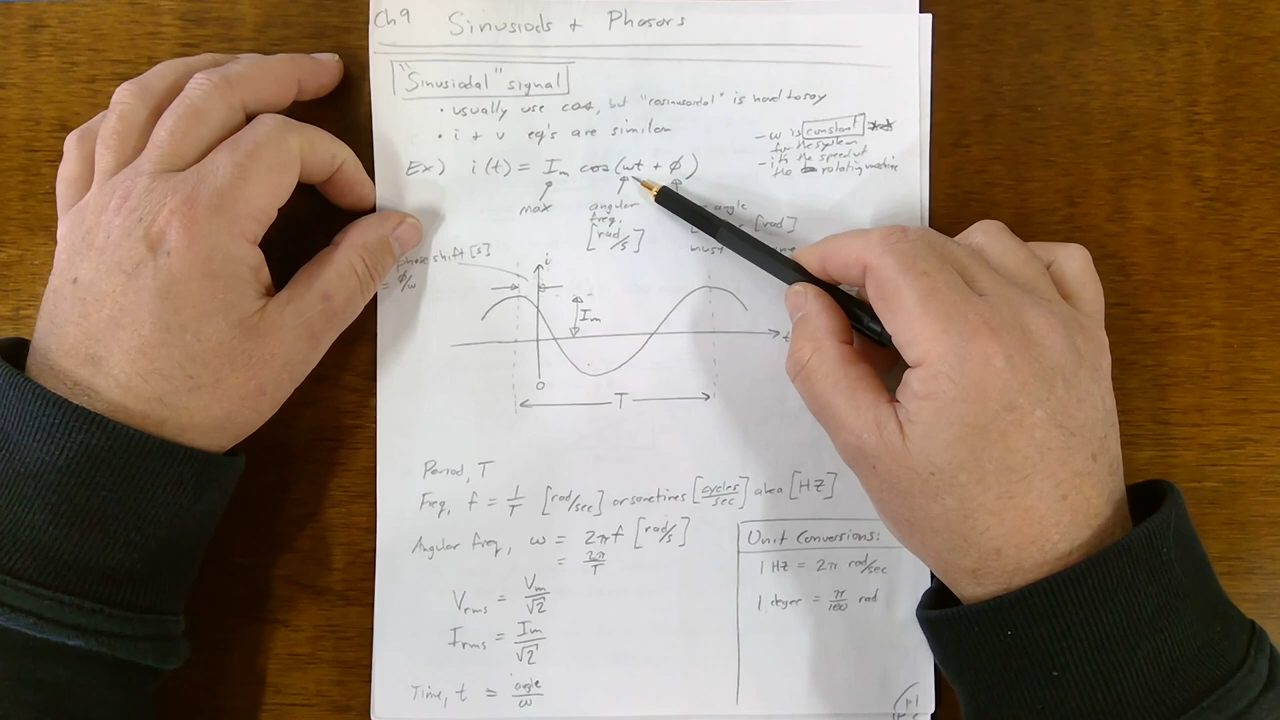 Ch9 Sinusiods + Phasors
"Sinusiodal" signal
• usually use cos, but "cosinusoidal" is hard to say
• i + v eq's are similar
- ω is constant **
for the system
- it's the speed of
the rotating machine
Ex) i(t) = Im cos(ωt + ϕ)
max
angular
freq.
[rad/s]
angle
[rad]
must
phase shift [s]
= ϕ/ω
i
Im
t
0
T
Period, T
Freq, f = 1/T [rad/sec] or sometimes [cycles/sec] aka [HZ]
Angular freq, ω = 2πf [rad/s]
= 2π/T
Vrms = Vm/√2
Irms = Im/√2
Time, t = angle/ω
Unit Conversions:
1 HZ = 2π rad/sec
1 degree = π/180 rad